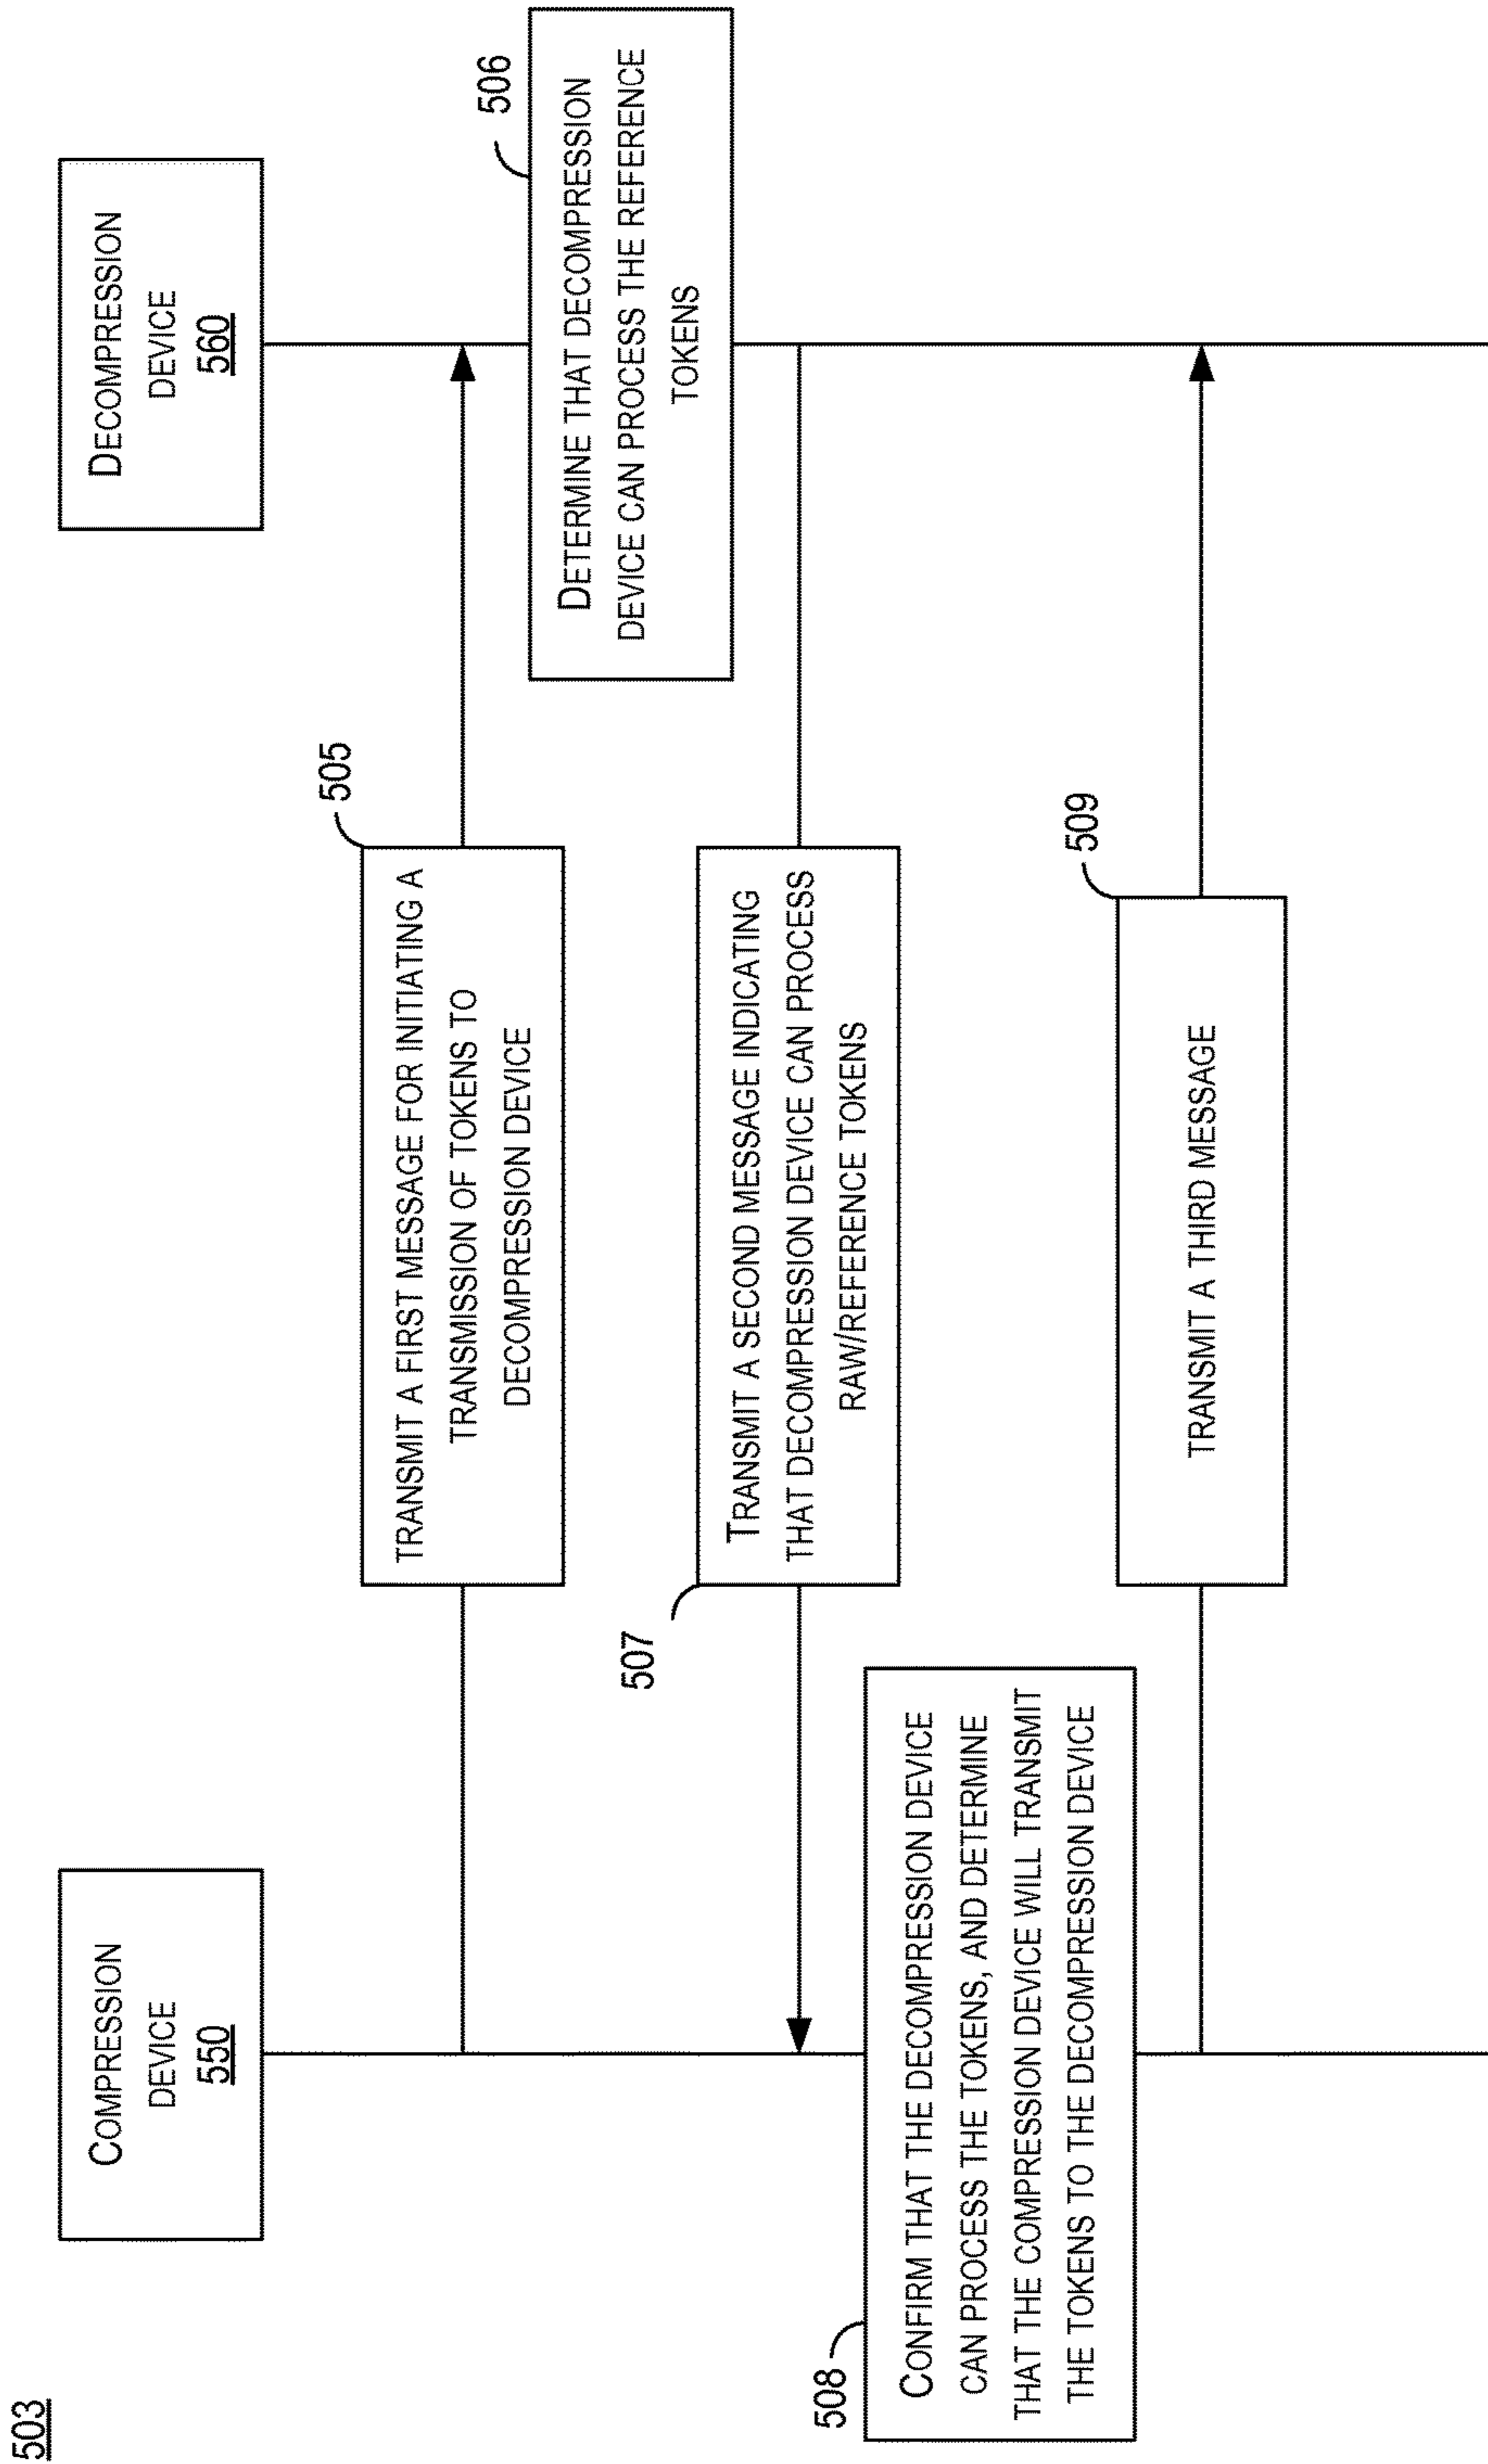 503
COMPRESSION
DEVICE
550
DECOMPRESSION
DEVICE
560
505
TRANSMIT A FIRST MESSAGE FOR INITIATING A
TRANSMISSION OF TOKENS TO
DECOMPRESSION DEVICE
506
DETERMINE THAT DECOMPRESSION
DEVICE CAN PROCESS THE REFERENCE
TOKENS
507
TRANSMIT A SECOND MESSAGE INDICATING
THAT DECOMPRESSION DEVICE CAN PROCESS
RAW/REFERENCE TOKENS
508
CONFIRM THAT THE DECOMPRESSION DEVICE
CAN PROCESS THE TOKENS, AND DETERMINE
THAT THE COMPRESSION DEVICE WILL TRANSMIT
THE TOKENS TO THE DECOMPRESSION DEVICE
509
TRANSMIT A THIRD MESSAGE